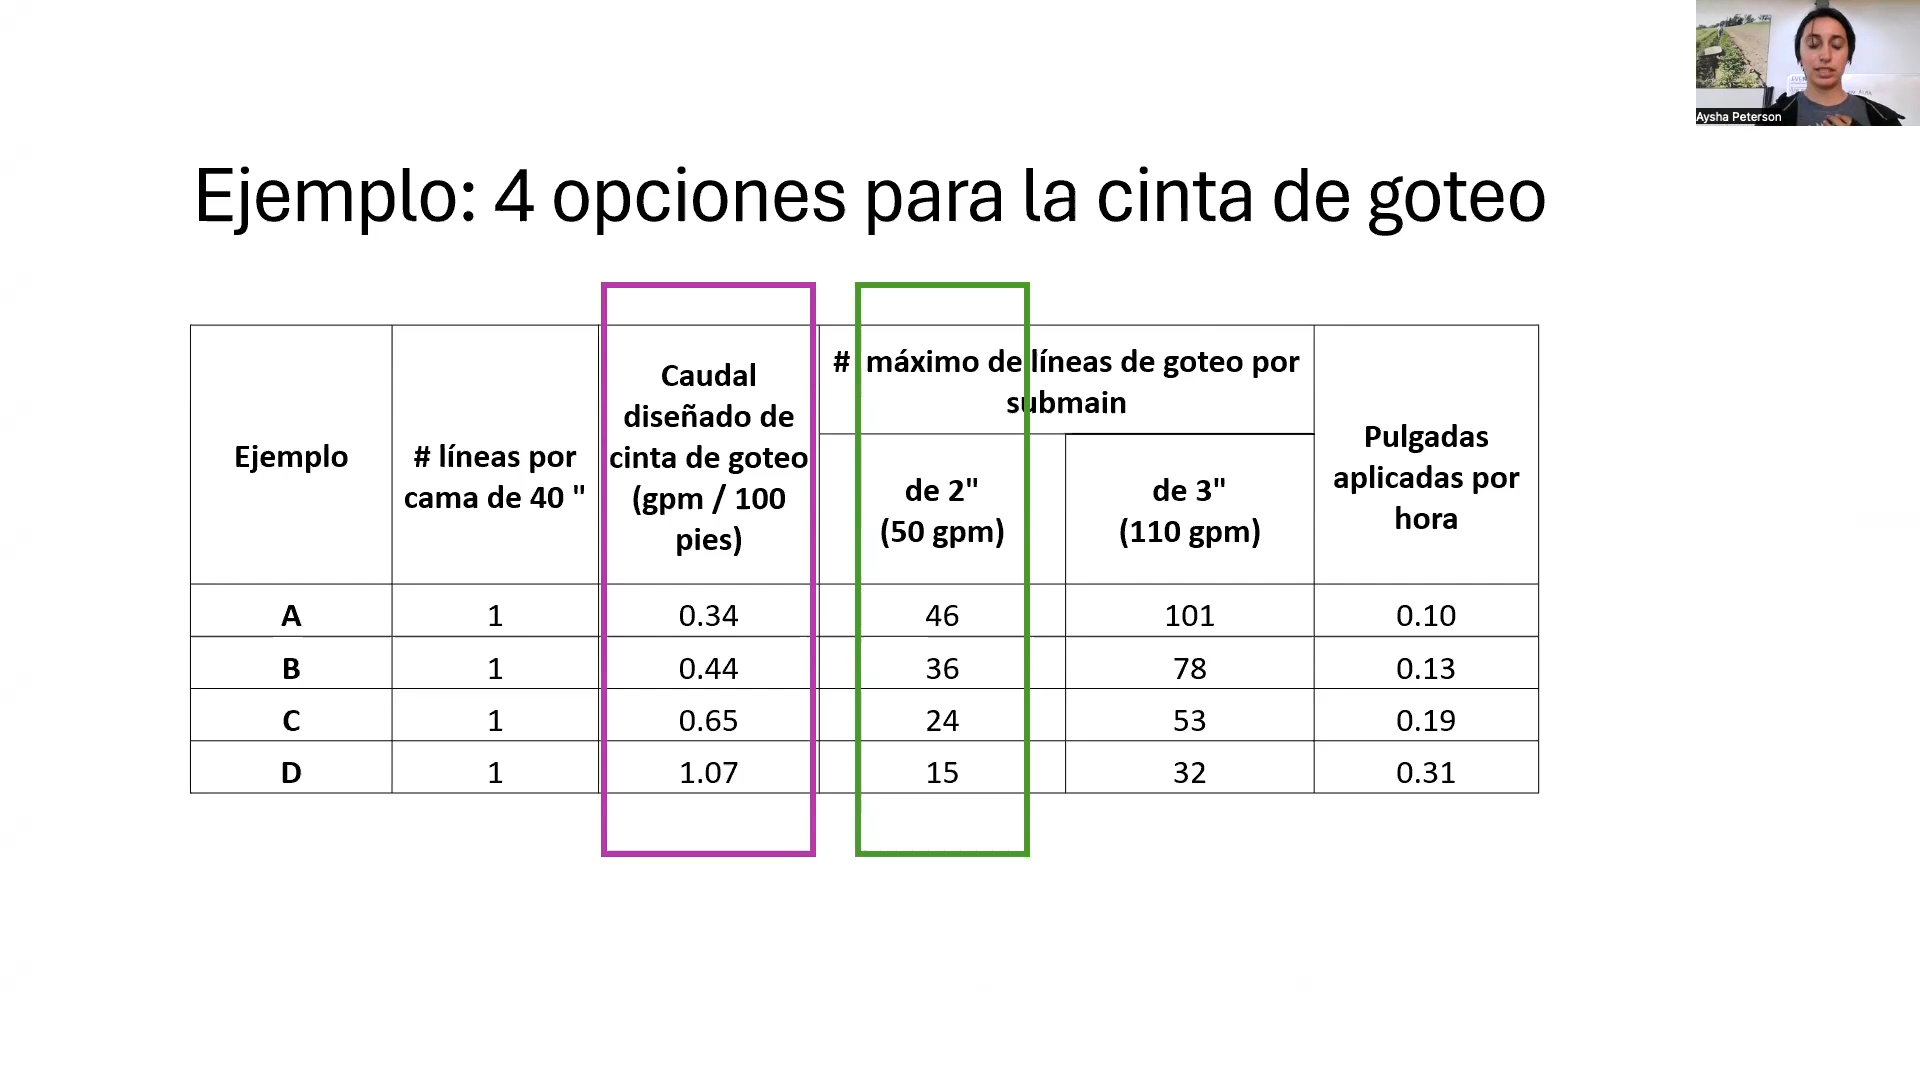 Aysha Peterson
Ejemplo: 4 opciones para la cinta de goteo
Ejemplo
# líneas por
cama de 40 "
Caudal
diseñado de
cinta de goteo
(gpm / 100
pies)
# máximo de líneas de goteo por
submain
de 2"
(50 gpm)
de 3"
(110 gpm)
Pulgadas
aplicadas por
hora
A 1 0.34 46 101 0.10
B 1 0.44 36 78 0.13
C 1 0.65 24 53 0.19
D 1 1.07 15 32 0.31